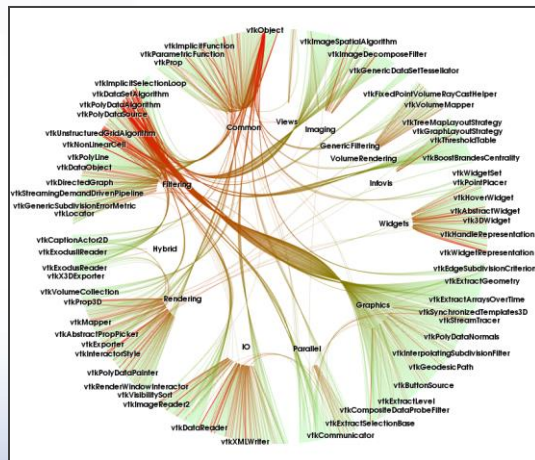 vtkObject
vtkImplicitFunction
vtkParametricFunction
vtkProp
vtkImageSpatialAlgorithm
vtkImageDecomposeFilter
vtkGenericDataSetTessellator
vtkImplicitSelectionLoop
vtkDataSetAlgorithm
vtkPolyDataAlgorithm
vtkPolyDataSource
vtkFixedPointVolumeRayCastHelper
vtkVolumeMapper
Views
Imaging
Common
vtkTreeMapLayoutStrategy
vtkGraphLayoutStrategy
vtkThresholdTable
vtkUnstructuredGridAlgorithm
vtkNonLinearCell
GenericFiltering
VolumeRendering
vtkBoostBrandesCentrality
vtkPolyLine
vtkDataObject
vtkDirectedGraph
vtkStreamingDemandDrivenPipeline
vtkGenericSubdivisionErrorMetric
vtkLocator
Filtering
Infovis
vtkWidgetSet
vtkPointPlacer
vtkHoverWidget
vtkAbstractWidget
vtk3DWidget
Widgets
vtkHandleRepresentation
vtkWidgetRepresentation
vtkCaptionActor2D
vtkExodusIIReader
Hybrid
vtkExodusReader
vtkX3DExporter
vtkEdgeSubdivisionCriterion
vtkExtractGeometry
vtkVolumeCollection
vtkProp3D
Rendering
Graphics
vtkExtractArraysOverTime
vtkSynchronizedTemplates3D
vtkStreamTracer
vtkMapper
vtkAbstractPropPicker
vtkExporter
vtkInteractorStyle
vtkPolyDataNormals
IO
Parallel
vtkInterpolatingSubdivisionFilter
vtkGeodesicPath
vtkPolyDataPainter
vtkRenderWindowInteractor
vtkVisibilitySort
vtkImageReader2
vtkButtonSource
vtkExtractLevel
vtkCompositeDataProbeFilter
vtkExtractSelectionBase
vtkDataReader
vtkCommunicator
vtkXMLWriter